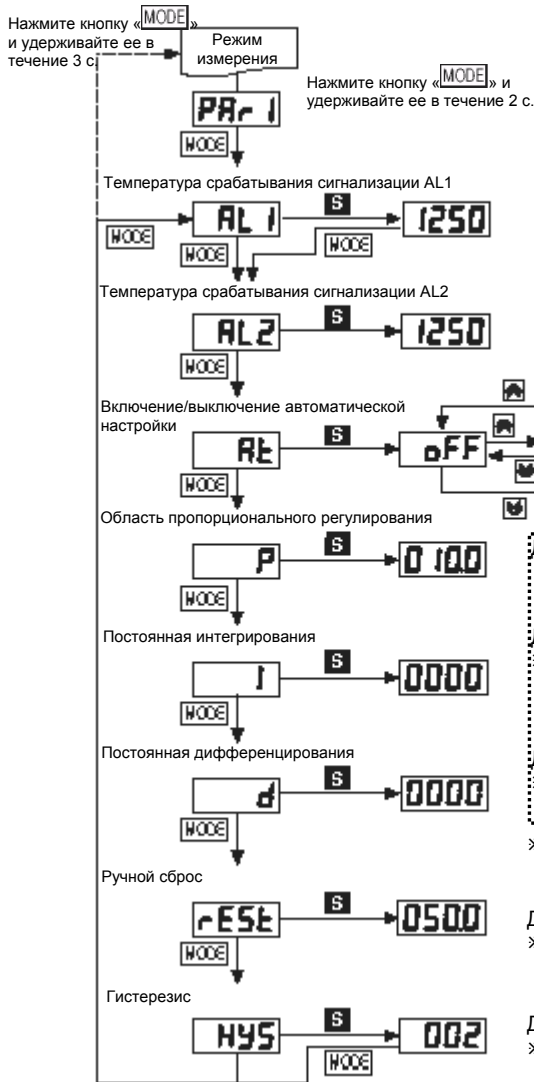 Нажмите кнопку «MODE»
и удерживайте ее в
течение 3 с.
Режим
измерения
Нажмите кнопку «MODE» и
удерживайте ее в течение 2 с.
PAr 1
MODE
Температура срабатывания сигнализации AL1
MODE
AL 1
S
1250
MODE
MODE
Температура срабатывания сигнализации AL2
AL2
S
1250
MODE
Включение/выключение автоматической
настройки
At
S
oFF
MODE
Область пропорционального регулирования
P
S
010.0
MODE
Постоянная интегрирования
I
S
0000
MODE
Постоянная дифференцирования
d
S
0000
MODE
Ручной сброс
rESt
S
050.0
MODE
Гистерезис
HYS
S
002
MODE